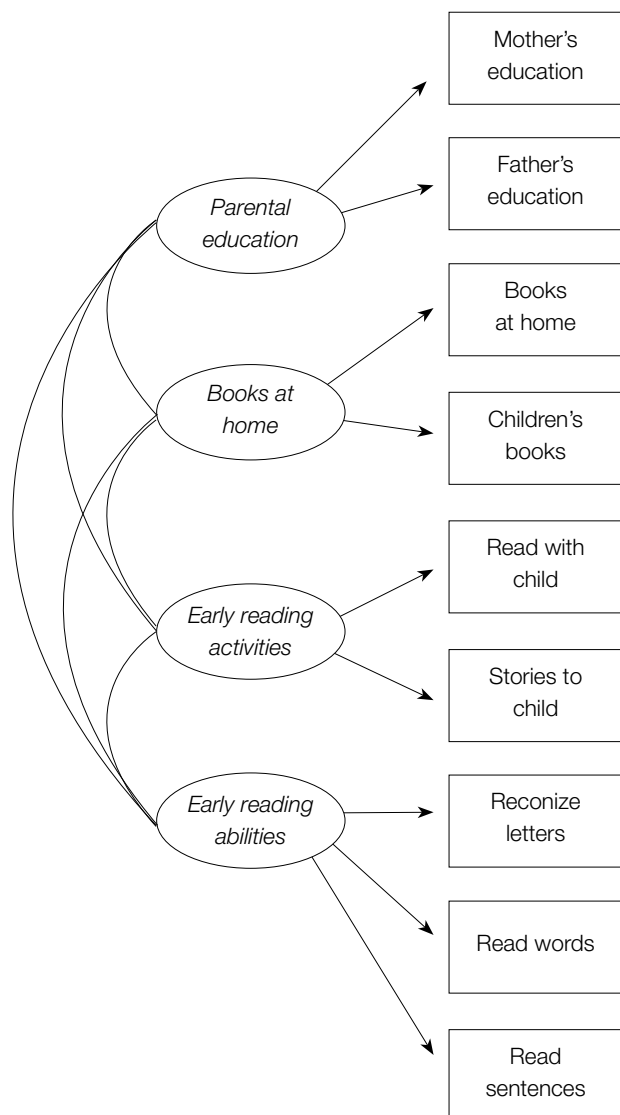 Mother’s
education
Father’s
education
Parental
education
Books
at home
Books at
home
Children’s
books
Read with
child
Early reading
activities
Stories to
child
Early reading
abilities
Reconize
letters
Read words
Read
sentences